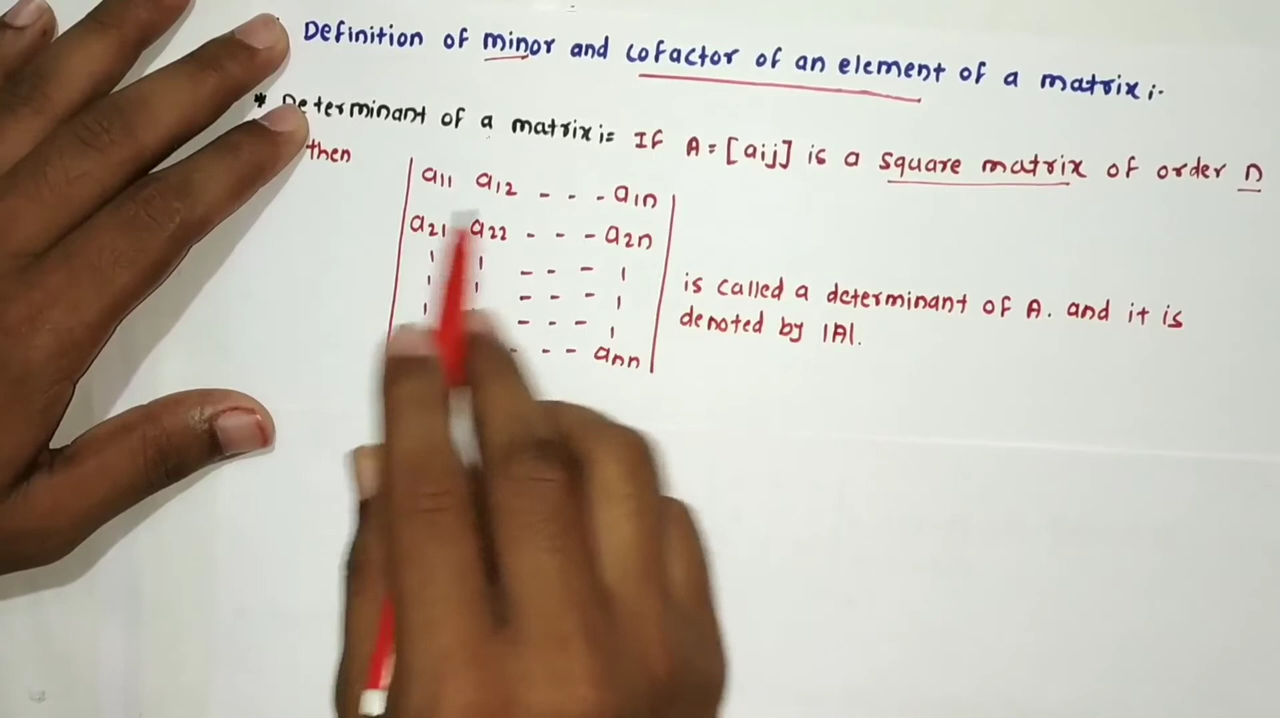 Definition of minor and cofactor of an element of a matrix :-
* Determinant of a matrix := If A = [aij] is a square matrix of order n
then
a11 a12 - - - a1n
a21 a22 - - - a2n
- - -
- - -
- - -
- - - ann
is called a determinant of A. and it is
denoted by |A|.